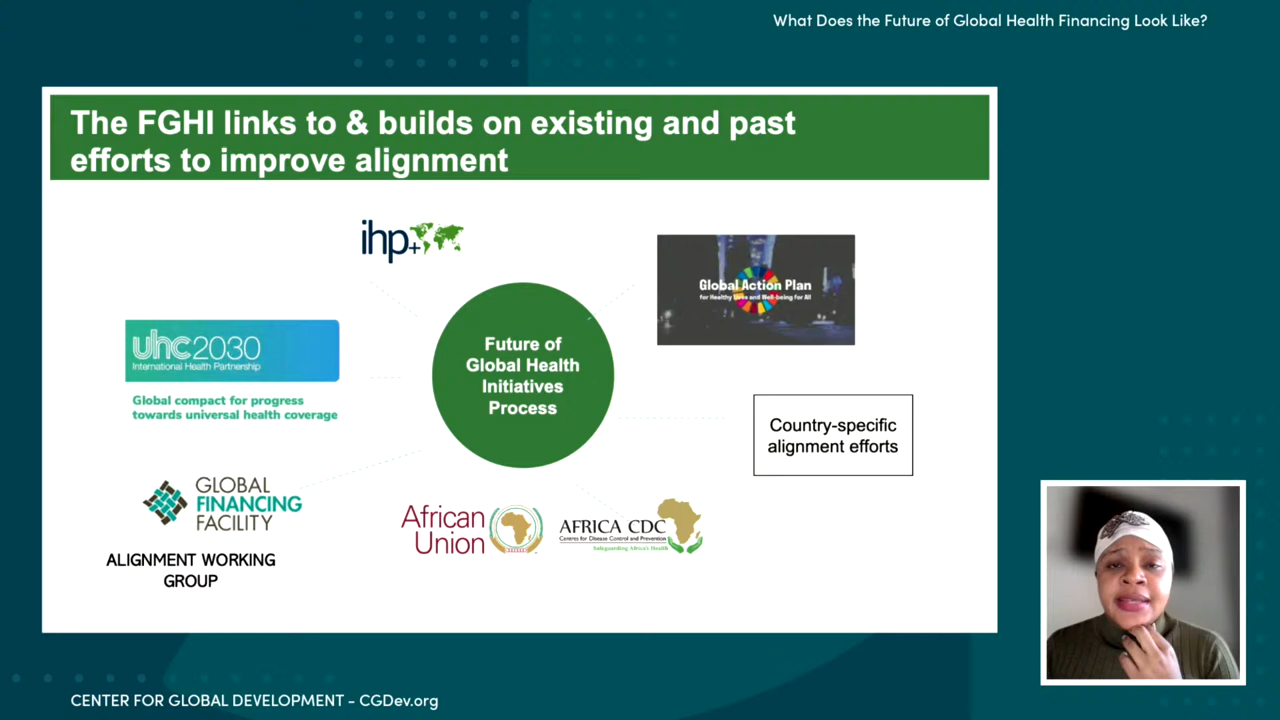 What Does the Future of Global Health Financing Look Like?
The FGHI links to & builds on existing and past
efforts to improve alignment
ihp+
Global Action Plan
for Healthy Lives and Well-being for All
uhc2030
International Health Partnership
Global compact for progress
towards universal health coverage
Future of
Global Health
Initiatives
Process
Country-specific
alignment efforts
GLOBAL
FINANCING
FACILITY
ALIGNMENT WORKING
GROUP
African
Union
AFRICA CDC
Centres for Disease Control and Prevention
Safeguarding Africa's Health
CENTER FOR GLOBAL DEVELOPMENT - CGDev.org